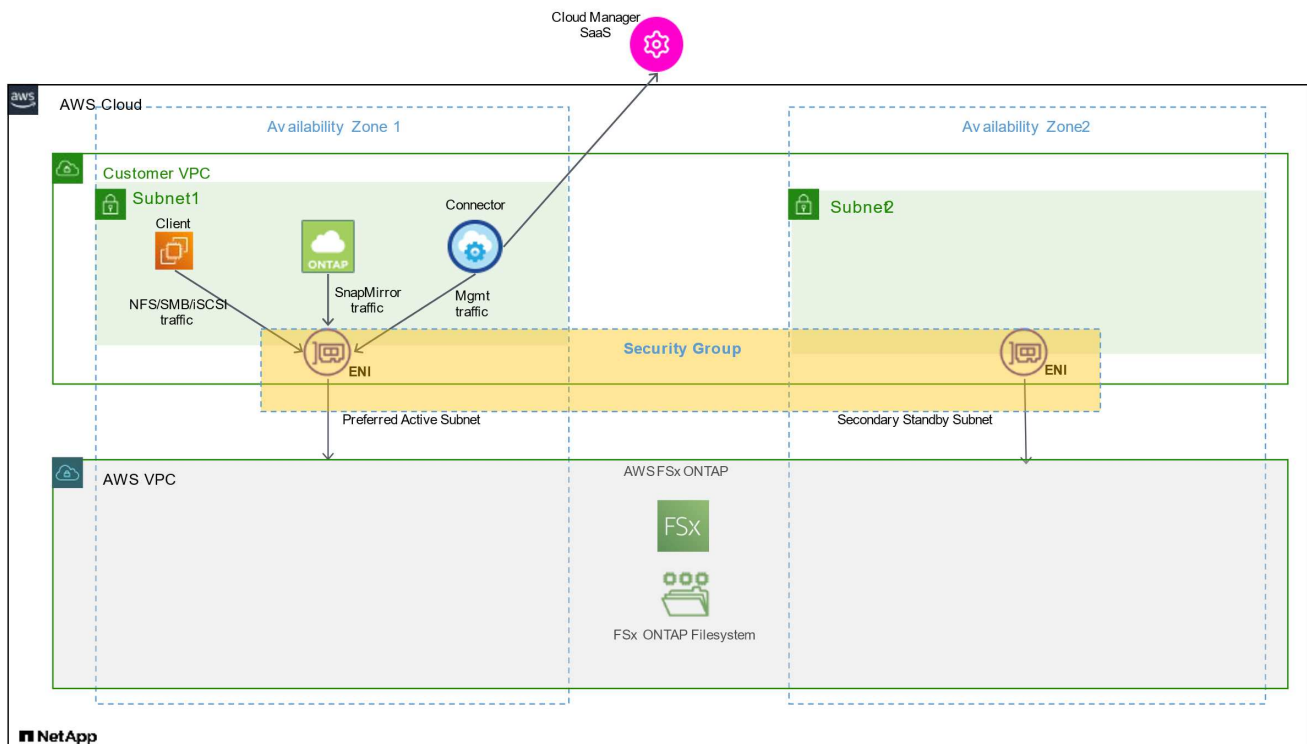 Cloud Manager
SaaS
aws
AWS Cloud
Availability Zone 1
Availability Zone2
Customer VPC
Subnet1
Subnet2
Client
Connector
ONTAP
NFS/SMB/iSCSI
traffic
SnapMirror
traffic
Mgmt
traffic
Security Group
ENI
ENI
Preferred Active Subnet
Secondary Standby Subnet
AWS VPC
AWS FSx ONTAP
FSx
FSx ONTAP Filesystem
NetApp